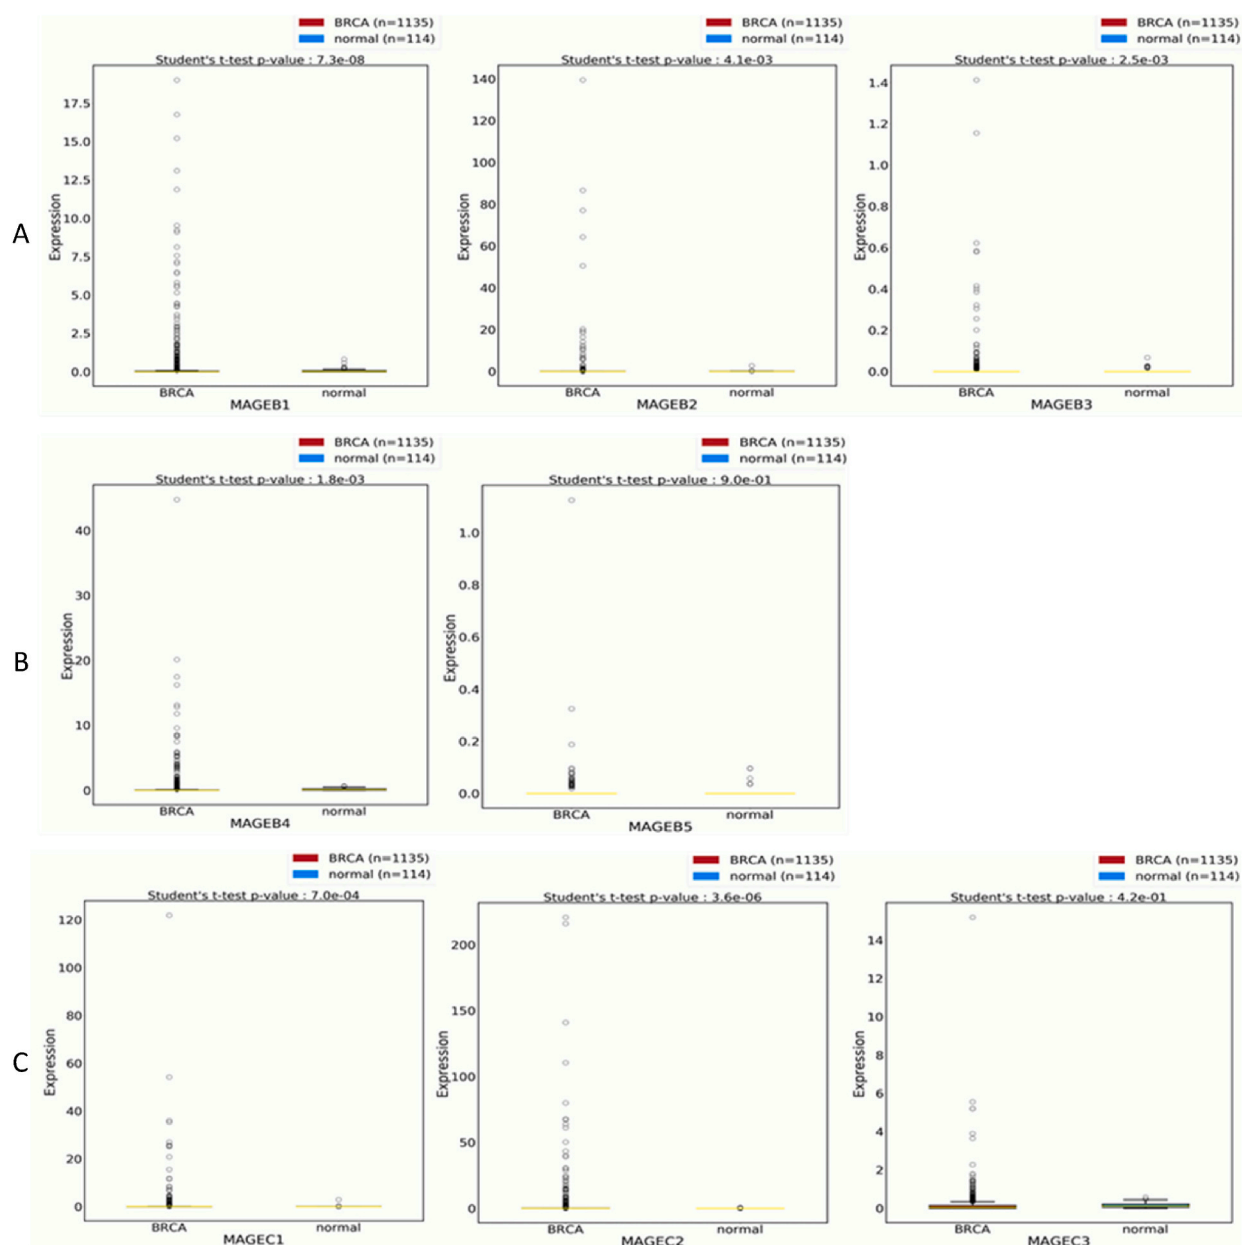 BRCA (n=1135)
normal (n=114)
BRCA (n=1135)
normal (n=114)
BRCA (n=1135)
normal (n=114)
A
Student's t-test p-value : 7.3e-08
Expression
17.5
15.0
12.5
10.0
7.5
5.0
2.5
0.0
BRCA
normal
MAGEB1
Student's t-test p-value : 4.1e-03
Expression
140
120
100
80
60
40
20
0
BRCA
normal
MAGEB2
Student's t-test p-value : 2.5e-03
Expression
1.4
1.2
1.0
0.8
0.6
0.4
0.2
0.0
BRCA
normal
MAGEB3
BRCA (n=1135)
normal (n=114)
BRCA (n=1135)
normal (n=114)
B
Student's t-test p-value : 1.8e-03
Expression
40
30
20
10
0
BRCA
normal
MAGEB4
Student's t-test p-value : 9.0e-01
Expression
1.0
0.8
0.6
0.4
0.2
0.0
BRCA
normal
MAGEB5
BRCA (n=1135)
normal (n=114)
BRCA (n=1135)
normal (n=114)
BRCA (n=1135)
normal (n=114)
C
Student's t-test p-value : 7.0e-04
Expression
120
100
80
60
40
20
0
BRCA
normal
MAGEC1
Student's t-test p-value : 3.6e-06
Expression
200
150
100
50
0
BRCA
normal
MAGEC2
Student's t-test p-value : 4.2e-01
Expression
14
12
10
8
6
4
2
0
BRCA
normal
MAGEC3